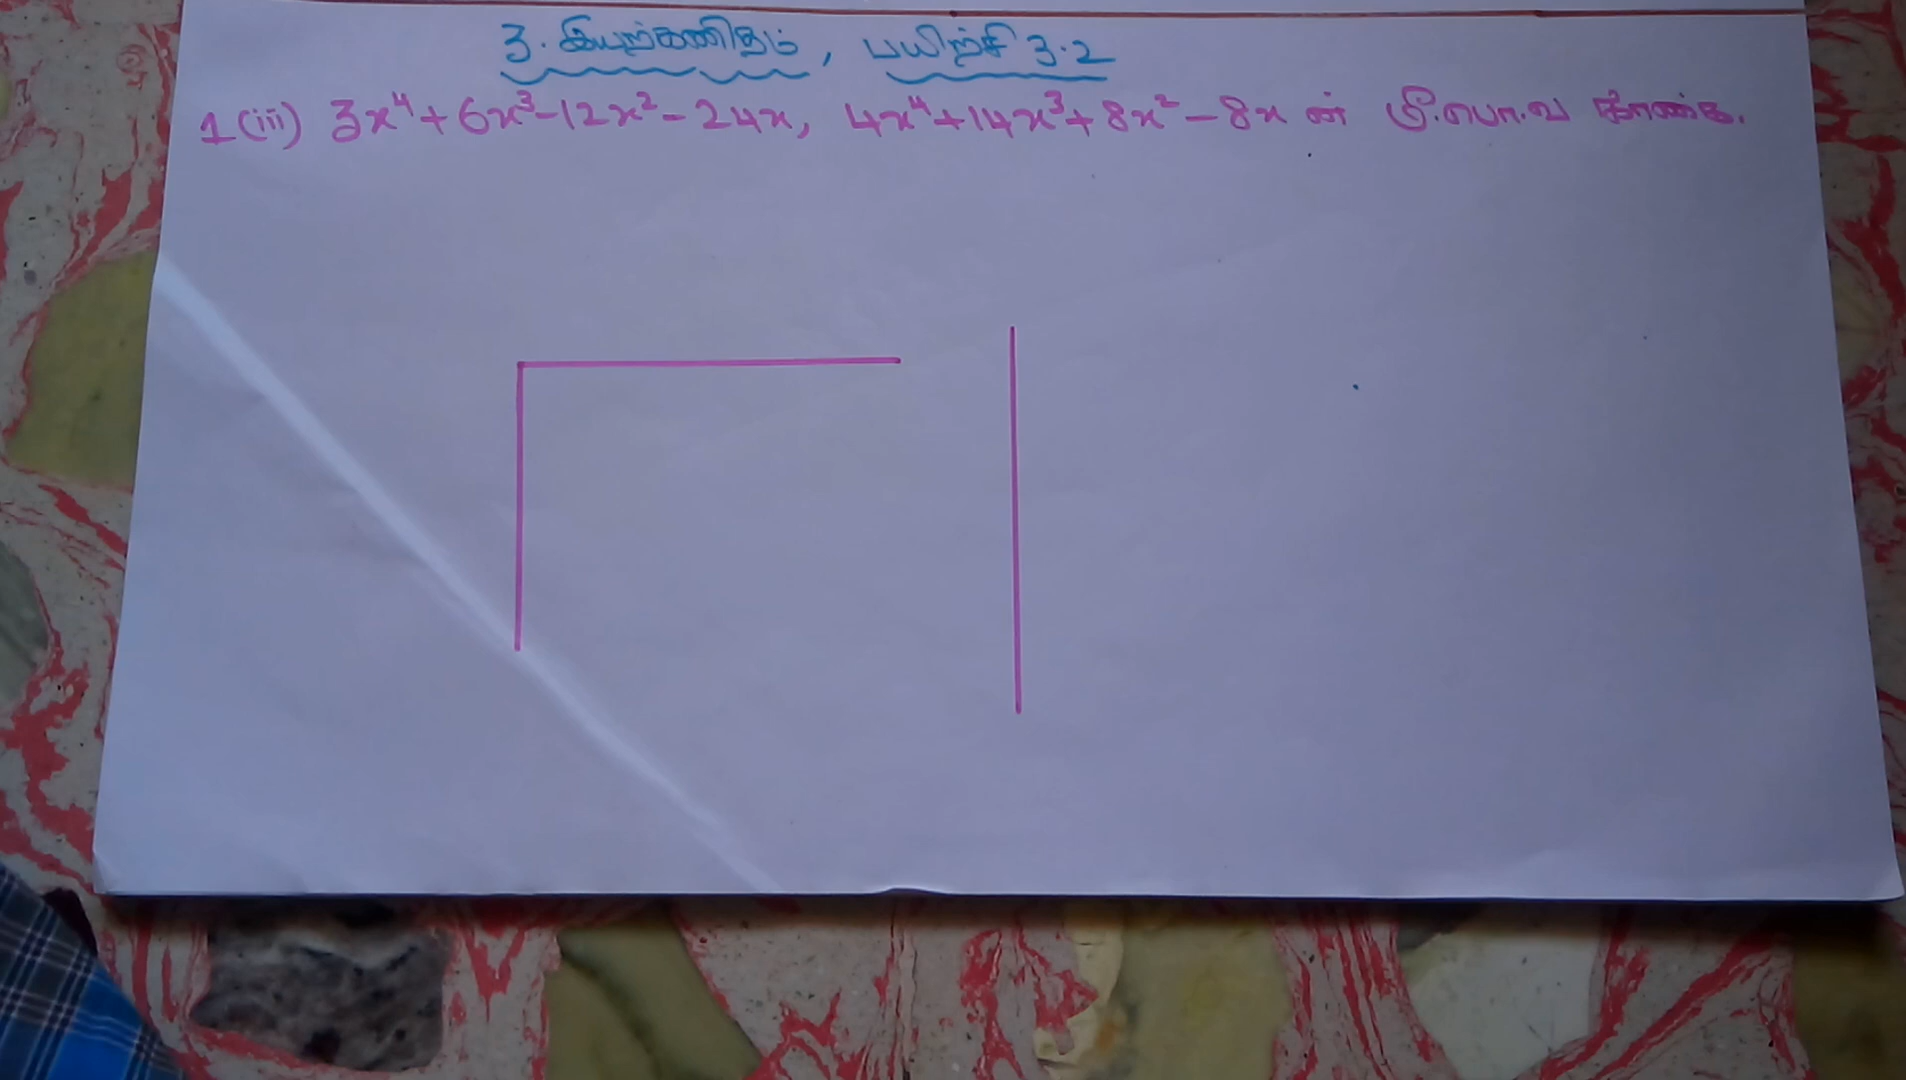 3. இயற்கணிதம், பயிற்சி 3.2
1 (iii) 3x⁴+6x³-12x²-24x, 4x⁴+14x³+8x²-8x ன் மீ.பொ.வ காண்க.